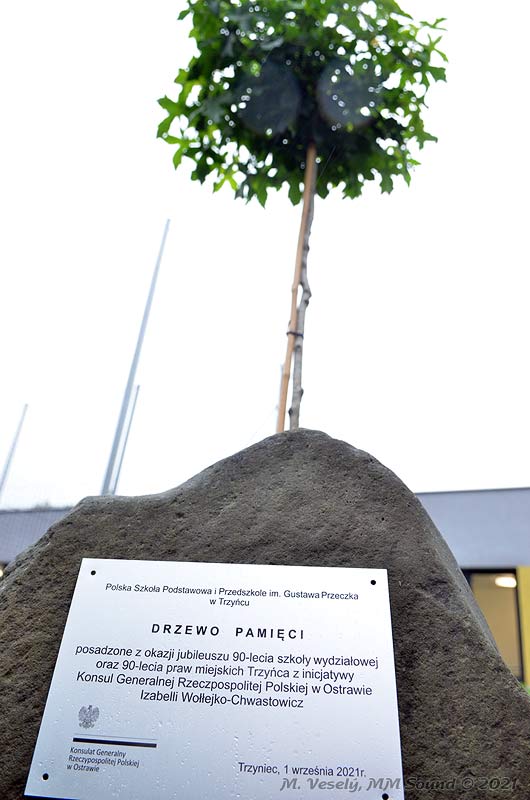 Polska Szkoła Podstawowa i Przedszkole im. Gustawa Przeczka
w Trzyńcu
DRZEWO PAMIĘCI
posadzone z okazji jubileuszu 90-lecia szkoły wydziałowej
oraz 90-lecia praw miejskich Trzyńca z inicjatywy
Konsul Generalnej Rzeczpospolitej Polskiej w Ostrawie
Izabelli Wołłejko-Chwastowicz
Konsulat Generalny
Rzeczypospolitej Polskiej
w Ostrawie
Trzyniec, 1 września 2021r.
M. Veselý, MM Sound © 2021